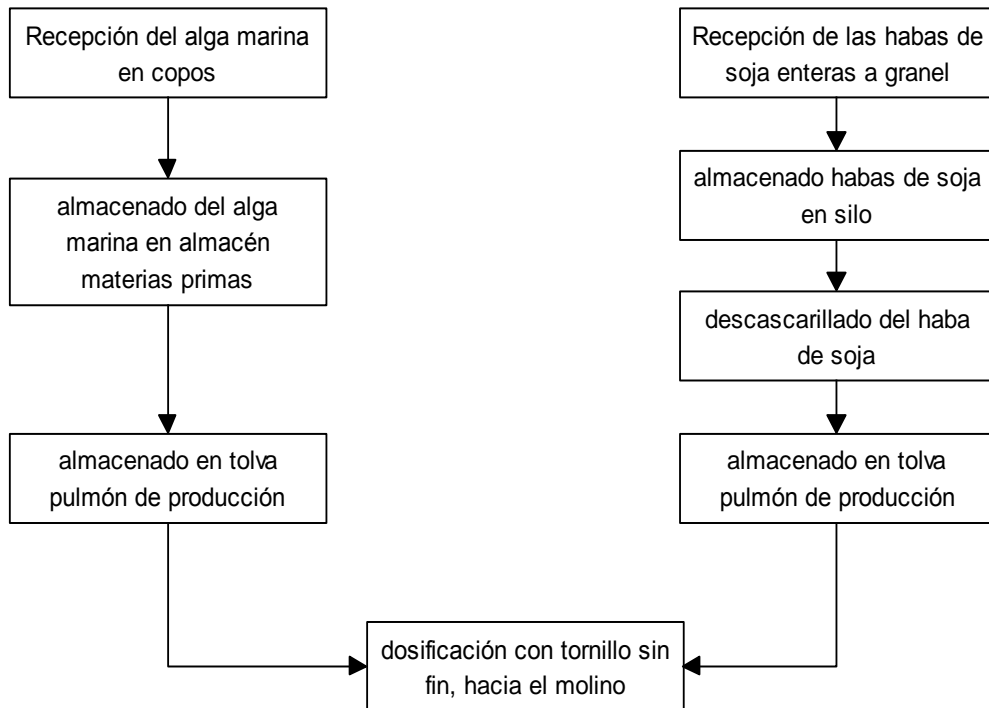 Recepción del alga marina
en copos
almacenado del alga
marina en almacén
materias primas
almacenado en tolva
pulmón de producción
Recepción de las habas de
soja enteras a granel
almacenado habas de soja
en silo
descascarillado del haba
de soja
almacenado en tolva
pulmón de producción
dosificación con tornillo sin
fin, hacia el molino